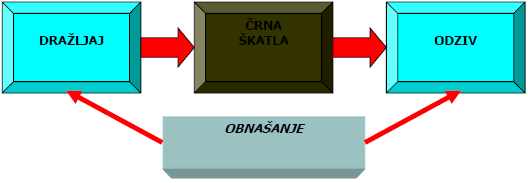 DRAŽLJAJ
ČRNA
ŠKATLA
ODZIV
OBNAŠANJE